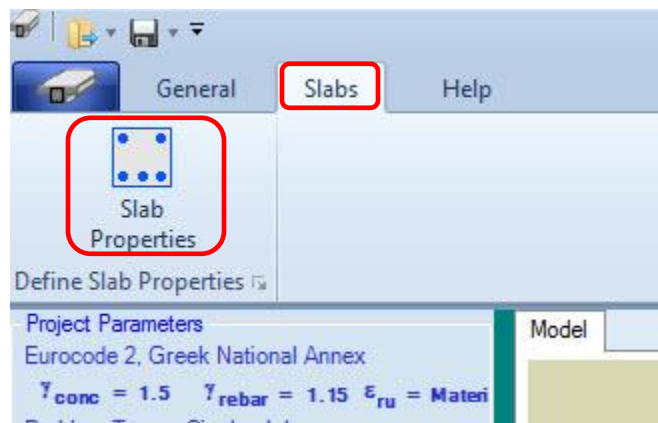 General Slabs Help
Slab
Properties
Define Slab Properties
Project Parameters
Model
Eurocode 2, Greek National Annex
γconc = 1.5 γrebar = 1.15 εru = Materi